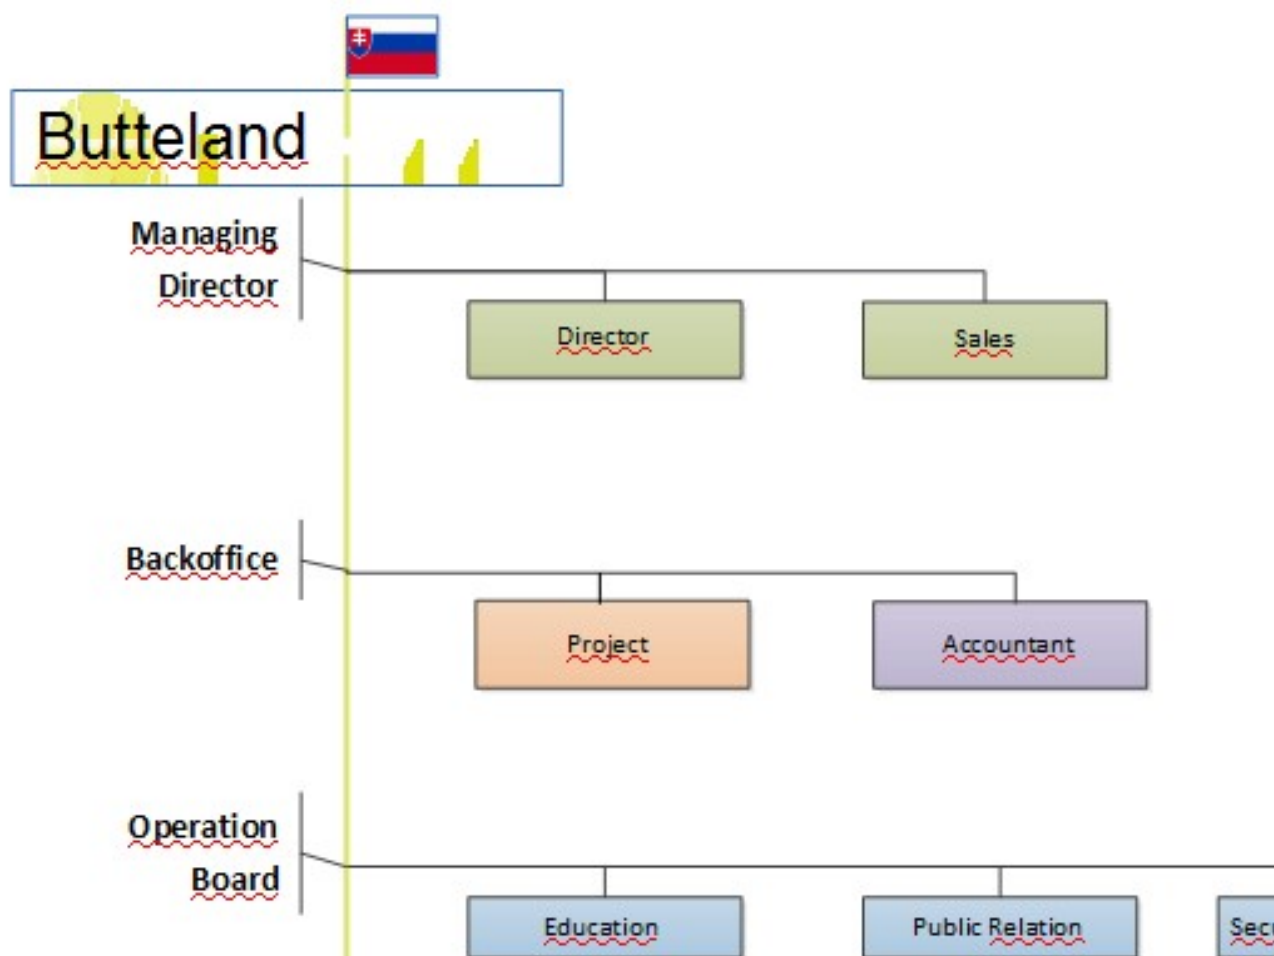 Butteland
Managing
Director
Director
Sales
Backoffice
Project
Accountant
Operation
Board
Education
Public Relation